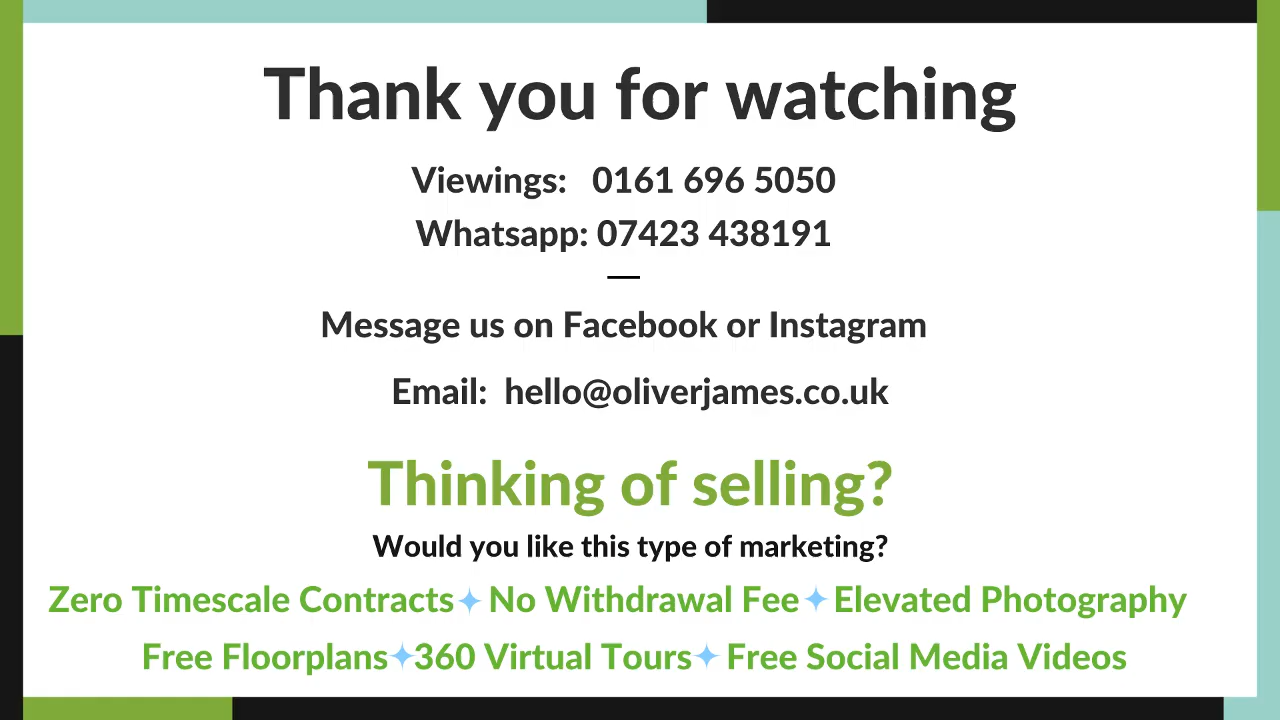 Thank you for watching
Viewings: 0161 696 5050
Whatsapp: 07423 438191
—
Message us on Facebook or Instagram
Email: hello@oliverjames.co.uk
Thinking of selling?
Would you like this type of marketing?
Zero Timescale Contracts✦ No Withdrawal Fee✦ Elevated Photography
Free Floorplans✦360 Virtual Tours✦ Free Social Media Videos